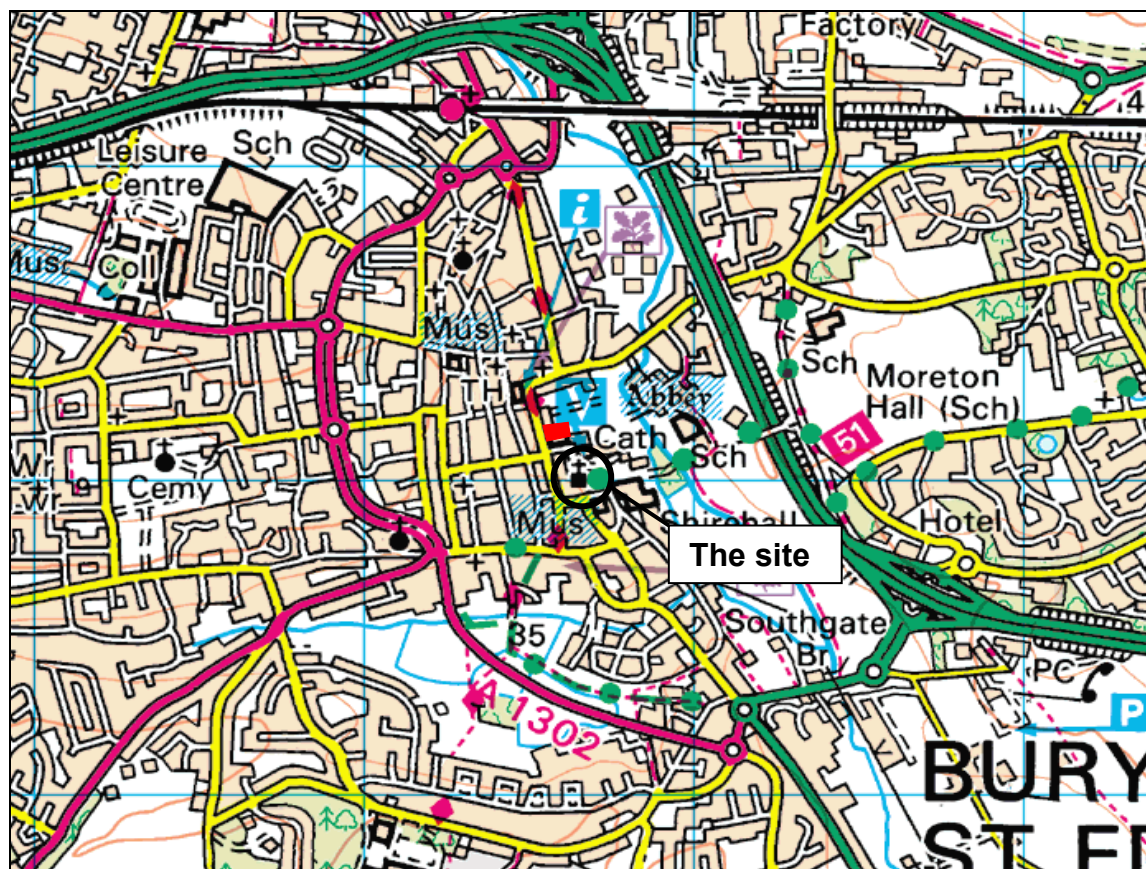 Factory
Leisure
Centre
Sch
Mus
Coll
i
Mus
TH
V
Abbey
Sch
Moreton
Hall (Sch)
51
Cath
Sch
Wr
Wr
Cemy
Mus
Shirehall
Hotel
The site
35
Southgate
Br
PC
P
A 1302
BURY
ST